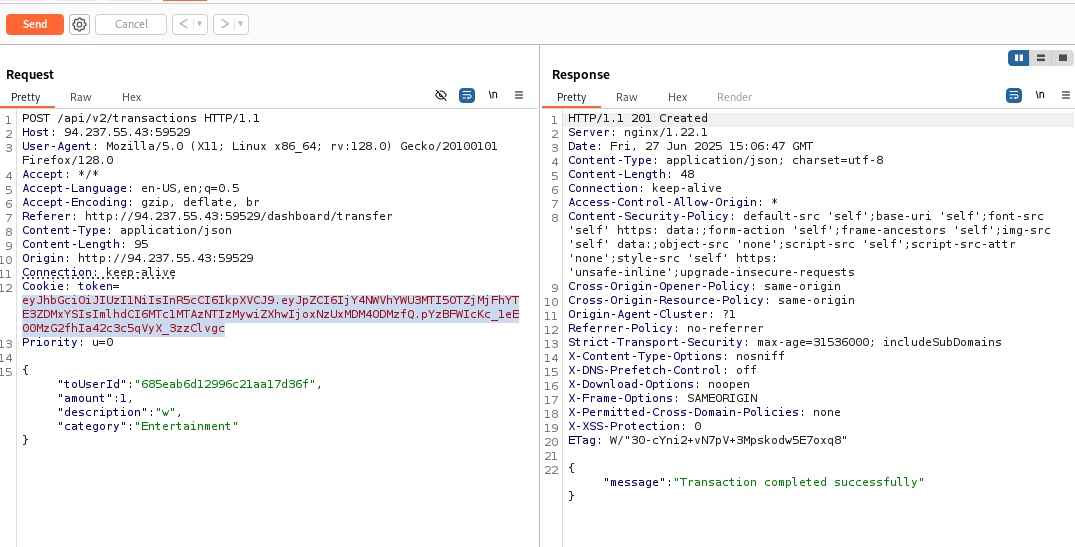 Send
Cancel
Request
Pretty Raw Hex
\n
1 POST /api/v2/transactions HTTP/1.1
2 Host: 94.237.55.43:59529
3 User-Agent: Mozilla/5.0 (X11; Linux x86_64; rv:128.0) Gecko/20100101
Firefox/128.0
4 Accept: */*
5 Accept-Language: en-US,en;q=0.5
6 Accept-Encoding: gzip, deflate, br
7 Referer: http://94.237.55.43:59529/dashboard/transfer
8 Content-Type: application/json
9 Content-Length: 95
10 Origin: http://94.237.55.43:59529
11 Connection: keep-alive
12 Cookie: token=
eyJhbGciOiJIUzI1NiIsInR5cCI6IkpXVCJ9.eyJpZCI6IjY4NWVhYWU3MTI5OTZjMjFhYT
E3ZDMxYSIsImlhdCI6MTc1MTAzNTIzMywiZXhwIjoxNzUxMDM4ODMzfQ.pYzBFWIcKc_1eE
00MzG2fhIa42c3c5qVyX_3zzClvgc
13 Priority: u=0
14
15 {
"toUserId":"685eab6d12996c21aa17d36f",
"amount":1,
"description":"w",
"category":"Entertainment"
}
Response
Pretty Raw Hex Render
\n
1 HTTP/1.1 201 Created
2 Server: nginx/1.22.1
3 Date: Fri, 27 Jun 2025 15:06:47 GMT
4 Content-Type: application/json; charset=utf-8
5 Content-Length: 48
6 Connection: keep-alive
7 Access-Control-Allow-Origin: *
8 Content-Security-Policy: default-src 'self';base-uri 'self';font-src
'self' https: data:;form-action 'self';frame-ancestors 'self';img-src
'self' data:;object-src 'none';script-src 'self';script-src-attr
'none';style-src 'self' https:
'unsafe-inline';upgrade-insecure-requests
9 Cross-Origin-Opener-Policy: same-origin
10 Cross-Origin-Resource-Policy: same-origin
11 Origin-Agent-Cluster: ?1
12 Referrer-Policy: no-referrer
13 Strict-Transport-Security: max-age=31536000; includeSubDomains
14 X-Content-Type-Options: nosniff
15 X-DNS-Prefetch-Control: off
16 X-Download-Options: noopen
17 X-Frame-Options: SAMEORIGIN
18 X-Permitted-Cross-Domain-Policies: none
19 X-XSS-Protection: 0
20 ETag: W/"30-cYni2+vN7pV+3Mpskodw5E7oxq8"
21
22 {
"message":"Transaction completed successfully"
}